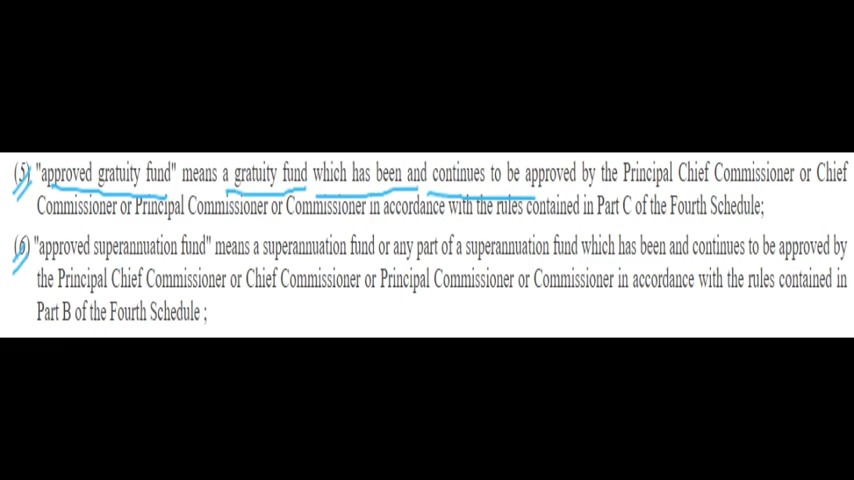 (5) "approved gratuity fund" means a gratuity fund which has been and continues to be approved by the Principal Chief Commissioner or Chief
Commissioner or Principal Commissioner or Commissioner in accordance with the rules contained in Part C of the Fourth Schedule;
(6) "approved superannuation fund" means a superannuation fund or any part of a superannuation fund which has been and continues to be approved by
the Principal Chief Commissioner or Chief Commissioner or Principal Commissioner or Commissioner in accordance with the rules contained in
Part B of the Fourth Schedule ;